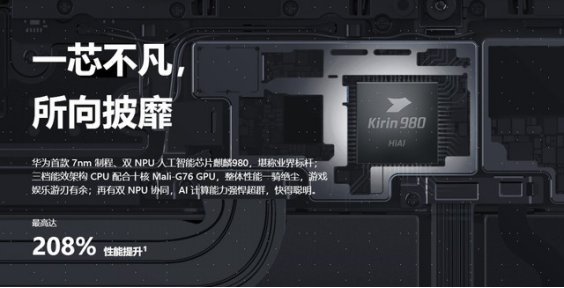 一芯不凡，
所向披靡
Kirin 980
HiAI
华为首款 7nm 制程、双 NPU 人工智能芯片麒麟980，堪称业界标杆；
三档能效架构 CPU 配合十核 Mali-G76 GPU，整体性能一骑绝尘，游戏
娱乐游刃有余；再有双 NPU 协同，AI 计算能力强悍超群，快得聪明。
最高达
208% 性能提升¹